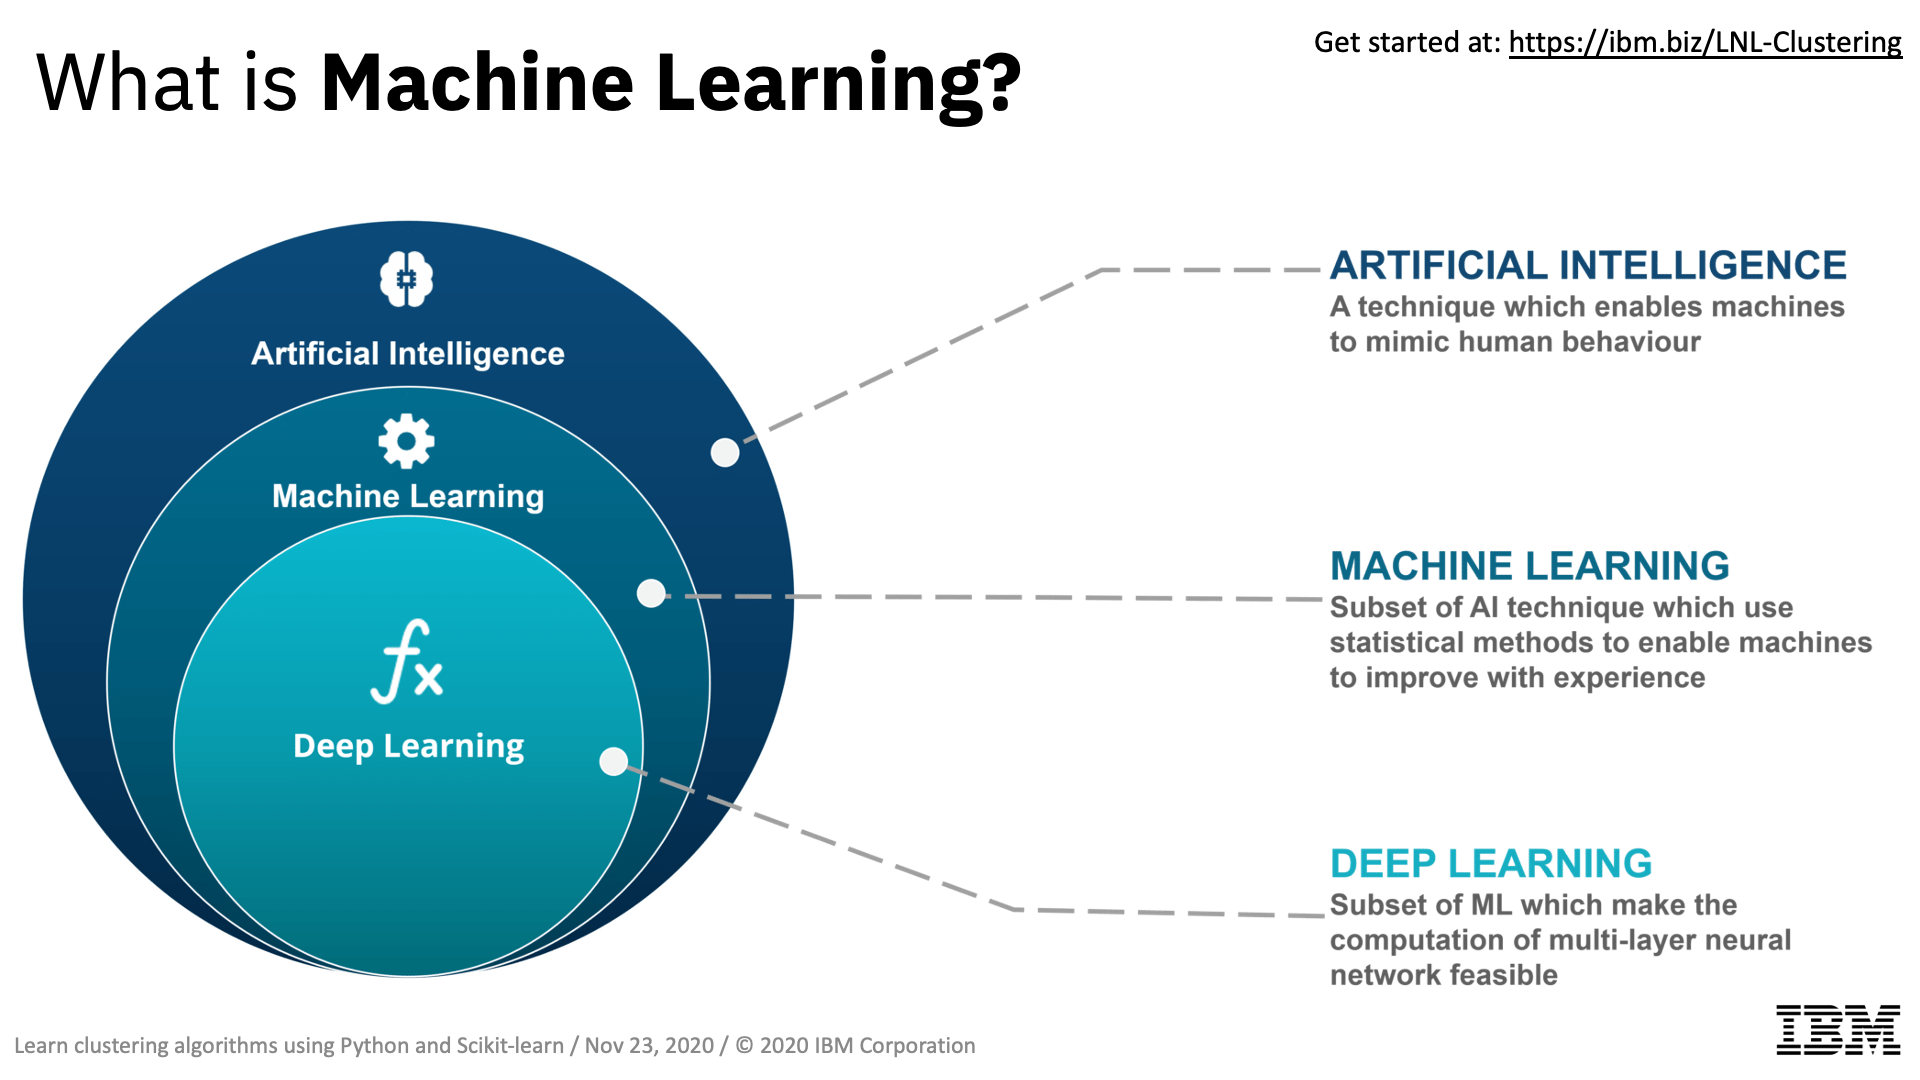 What is Machine Learning?
Get started at: https://ibm.biz/LNL-Clustering
Artificial Intelligence
Machine Learning
fx
Deep Learning
ARTIFICIAL INTELLIGENCE
A technique which enables machines
to mimic human behaviour
MACHINE LEARNING
Subset of AI technique which use
statistical methods to enable machines
to improve with experience
DEEP LEARNING
Subset of ML which make the
computation of multi-layer neural
network feasible
Learn clustering algorithms using Python and Scikit-learn / Nov 23, 2020 / © 2020 IBM Corporation
IBM